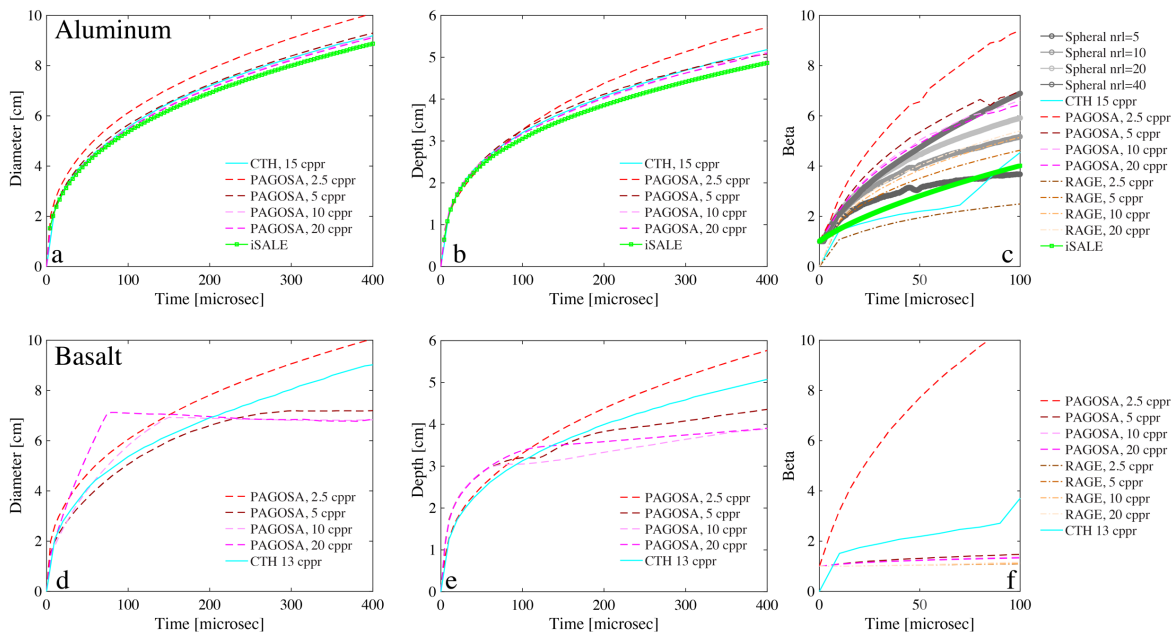 Aluminum
10
8
6
4
2
0
Diameter [cm]
CTH, 15 cppr
PAGOSA, 2.5 cppr
PAGOSA, 5 cppr
PAGOSA, 10 cppr
PAGOSA, 20 cppr
iSALE
a
0 100 200 300 400
Time [microsec]
6
5
4
3
2
1
0
Depth [cm]
CTH, 15 cppr
PAGOSA, 2.5 cppr
PAGOSA, 5 cppr
PAGOSA, 10 cppr
PAGOSA, 20 cppr
iSALE
b
0 100 200 300 400
Time [microsec]
10
8
6
4
2
0
Beta
c
0 50 100
Time [microsec]
Spheral nrl=5
Spheral nrl=10
Spheral nrl=20
Spheral nrl=40
CTH 15 cppr
PAGOSA, 2.5 cppr
PAGOSA, 5 cppr
PAGOSA, 10 cppr
PAGOSA, 20 cppr
RAGE, 2.5 cppr
RAGE, 5 cppr
RAGE, 10 cppr
RAGE, 20 cppr
iSALE
Basalt
10
8
6
4
2
0
Diameter [cm]
PAGOSA, 2.5 cppr
PAGOSA, 5 cppr
PAGOSA, 10 cppr
PAGOSA, 20 cppr
CTH 13 cppr
d
0 100 200 300 400
Time [microsec]
6
5
4
3
2
1
0
Depth [cm]
PAGOSA, 2.5 cppr
PAGOSA, 5 cppr
PAGOSA, 10 cppr
PAGOSA, 20 cppr
CTH 13 cppr
e
0 100 200 300 400
Time [microsec]
10
8
6
4
2
0
Beta
f
0 50 100
Time [microsec]
PAGOSA, 2.5 cppr
PAGOSA, 5 cppr
PAGOSA, 10 cppr
PAGOSA, 20 cppr
RAGE, 2.5 cppr
RAGE, 5 cppr
RAGE, 10 cppr
RAGE, 20 cppr
CTH 13 cppr